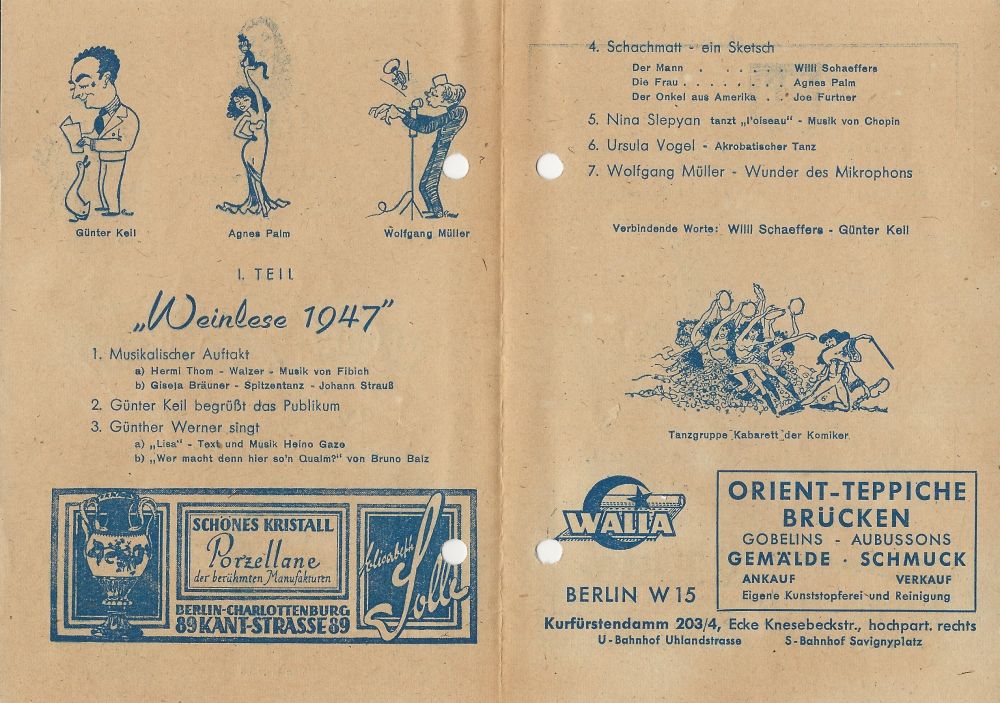 Günter Keil
Agnes Palm
Wolfgang Müller
I. TEIL
„Weinlese 1947”
1. Musikalischer Auftakt
a) Hermi Thom - Walzer - Musik von Fibich
b) Gisela Bräuner - Spitzentanz - Johann Strauß
2. Günter Keil begrüßt das Publikum
3. Günther Werner singt
a) „Lisa“ - Text und Musik Heino Gaze
b) „Wer macht denn hier so'n Qualm?“ von Bruno Balz
SCHÖNES KRISTALL
Porzellane
der berühmten Manufakturen
BERLIN-CHARLOTTENBURG
89 KANT-STRASSE 89
Elisabeth
Solle
4. Schachmatt - ein Sketsch
Der Mann . . . . . . Willi Schaeffers
Die Frau . . . . . . . . Agnes Palm
Der Onkel aus Amerika . . Joe Furtner
5. Nina Slepyan tanzt „l'oiseau“ - Musik von Chopin
6. Ursula Vogel - Akrobatischer Tanz
7. Wolfgang Müller - Wunder des Mikrophons
Verbindende Worte: Willi Schaeffers - Günter Keil
Tanzgruppe Kabarett der Komiker
WALIA
BERLIN W 15
ORIENT-TEPPICHE
BRÜCKEN
GOBELINS - AUBUSSONS
GEMÄLDE · SCHMUCK
ANKAUF VERKAUF
Eigene Kunststopferei und Reinigung
Kurfürstendamm 203/4, Ecke Knesebeckstr., hochpart. rechts
U-Bahnhof Uhlandstrasse S-Bahnhof Savignyplatz